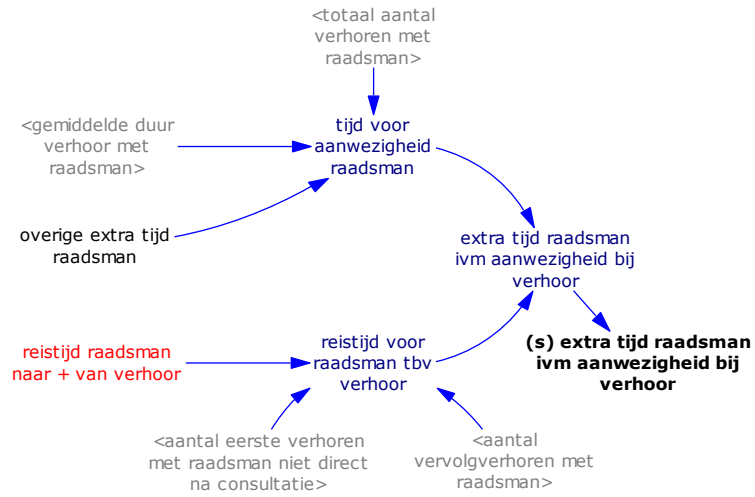 <totaal aantal
verhoren met
raadsman>
<gemiddelde duur
verhoor met
raadsman>
tijd voor
aanwezigheid
raadsman
overige extra tijd
raadsman
extra tijd raadsman
ivm aanwezigheid bij
verhoor
reistijd raadsman
naar + van verhoor
reistijd voor
raadsman tbv
verhoor
(s) extra tijd raadsman
ivm aanwezigheid bij
verhoor
<aantal eerste verhoren
met raadsman niet direct
na consultatie>
<aantal
vervolgverhoren met
raadsman>